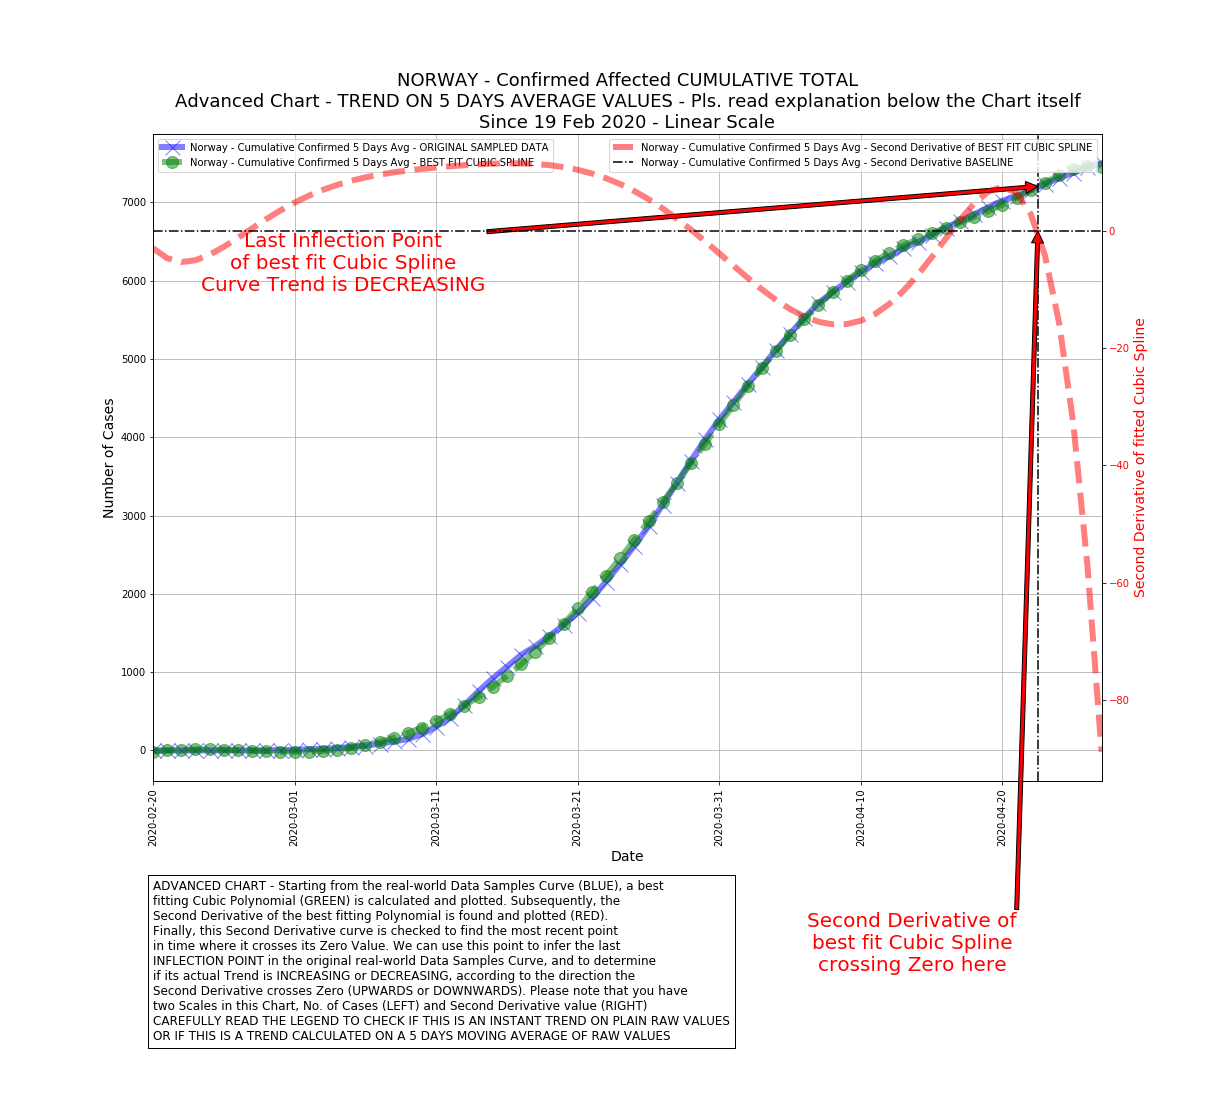 NORWAY - Confirmed Affected CUMULATIVE TOTAL
Advanced Chart - TREND ON 5 DAYS AVERAGE VALUES - Pls. read explanation below the Chart itself
Since 19 Feb 2020 - Linear Scale
Norway - Cumulative Confirmed 5 Days Avg - ORIGINAL SAMPLED DATA
Norway - Cumulative Confirmed 5 Days Avg - BEST FIT CUBIC SPLINE
Norway - Cumulative Confirmed 5 Days Avg - Second Derivative of BEST FIT CUBIC SPLINE
Norway - Cumulative Confirmed 5 Days Avg - Second Derivative BASELINE
Last Inflection Point
of best fit Cubic Spline
Curve Trend is DECREASING
Number of Cases
7000
6000
5000
4000
3000
2000
1000
0
Second Derivative of fitted Cubic Spline
0
−20
−40
−60
−80
2020-02-20
2020-03-01
2020-03-11
2020-03-21
2020-03-31
2020-04-10
2020-04-20
Date
Second Derivative of
best fit Cubic Spline
crossing Zero here
ADVANCED CHART - Starting from the real-world Data Samples Curve (BLUE), a best
fitting Cubic Polynomial (GREEN) is calculated and plotted. Subsequently, the
Second Derivative of the best fitting Polynomial is found and plotted (RED).
Finally, this Second Derivative curve is checked to find the most recent point
in time where it crosses its Zero Value. We can use this point to infer the last
INFLECTION POINT in the original real-world Data Samples Curve, and to determine
if its actual Trend is INCREASING or DECREASING, according to the direction the
Second Derivative crosses Zero (UPWARDS or DOWNWARDS). Please note that you have
two Scales in this Chart, No. of Cases (LEFT) and Second Derivative value (RIGHT)
CAREFULLY READ THE LEGEND TO CHECK IF THIS IS AN INSTANT TREND ON PLAIN RAW VALUES
OR IF THIS IS A TREND CALCULATED ON A 5 DAYS MOVING AVERAGE OF RAW VALUES